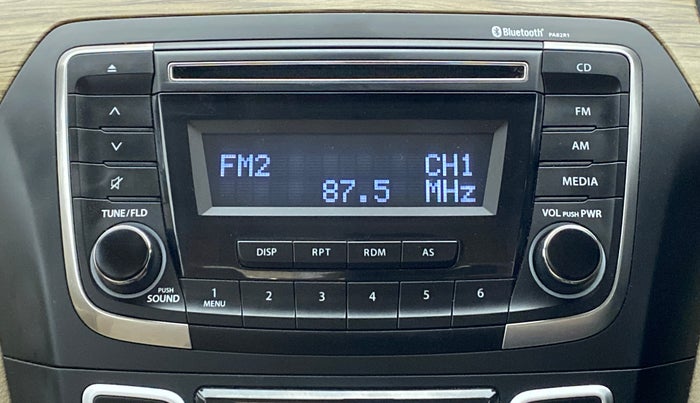 Bluetooth PA82R1
CD
FM2 CH1
87.5 MHz
FM
AM
MEDIA
TUNE/FLD
VOL PUSH PWR
DISP RPT RDM AS
PUSH
SOUND
1 2 3 4 5 6
MENU